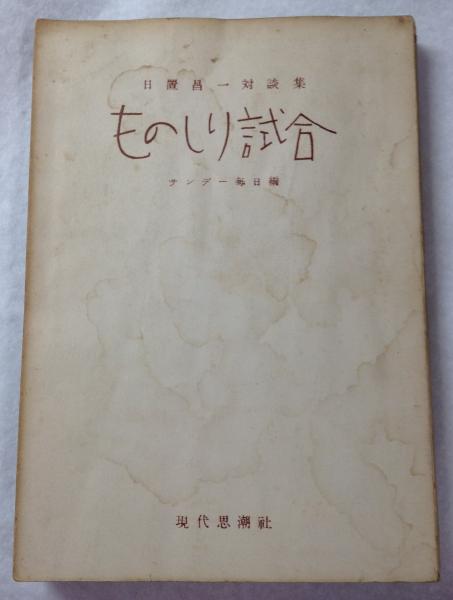 日置昌一対談集
ものしり試合
サンデー毎日編
現代思潮社